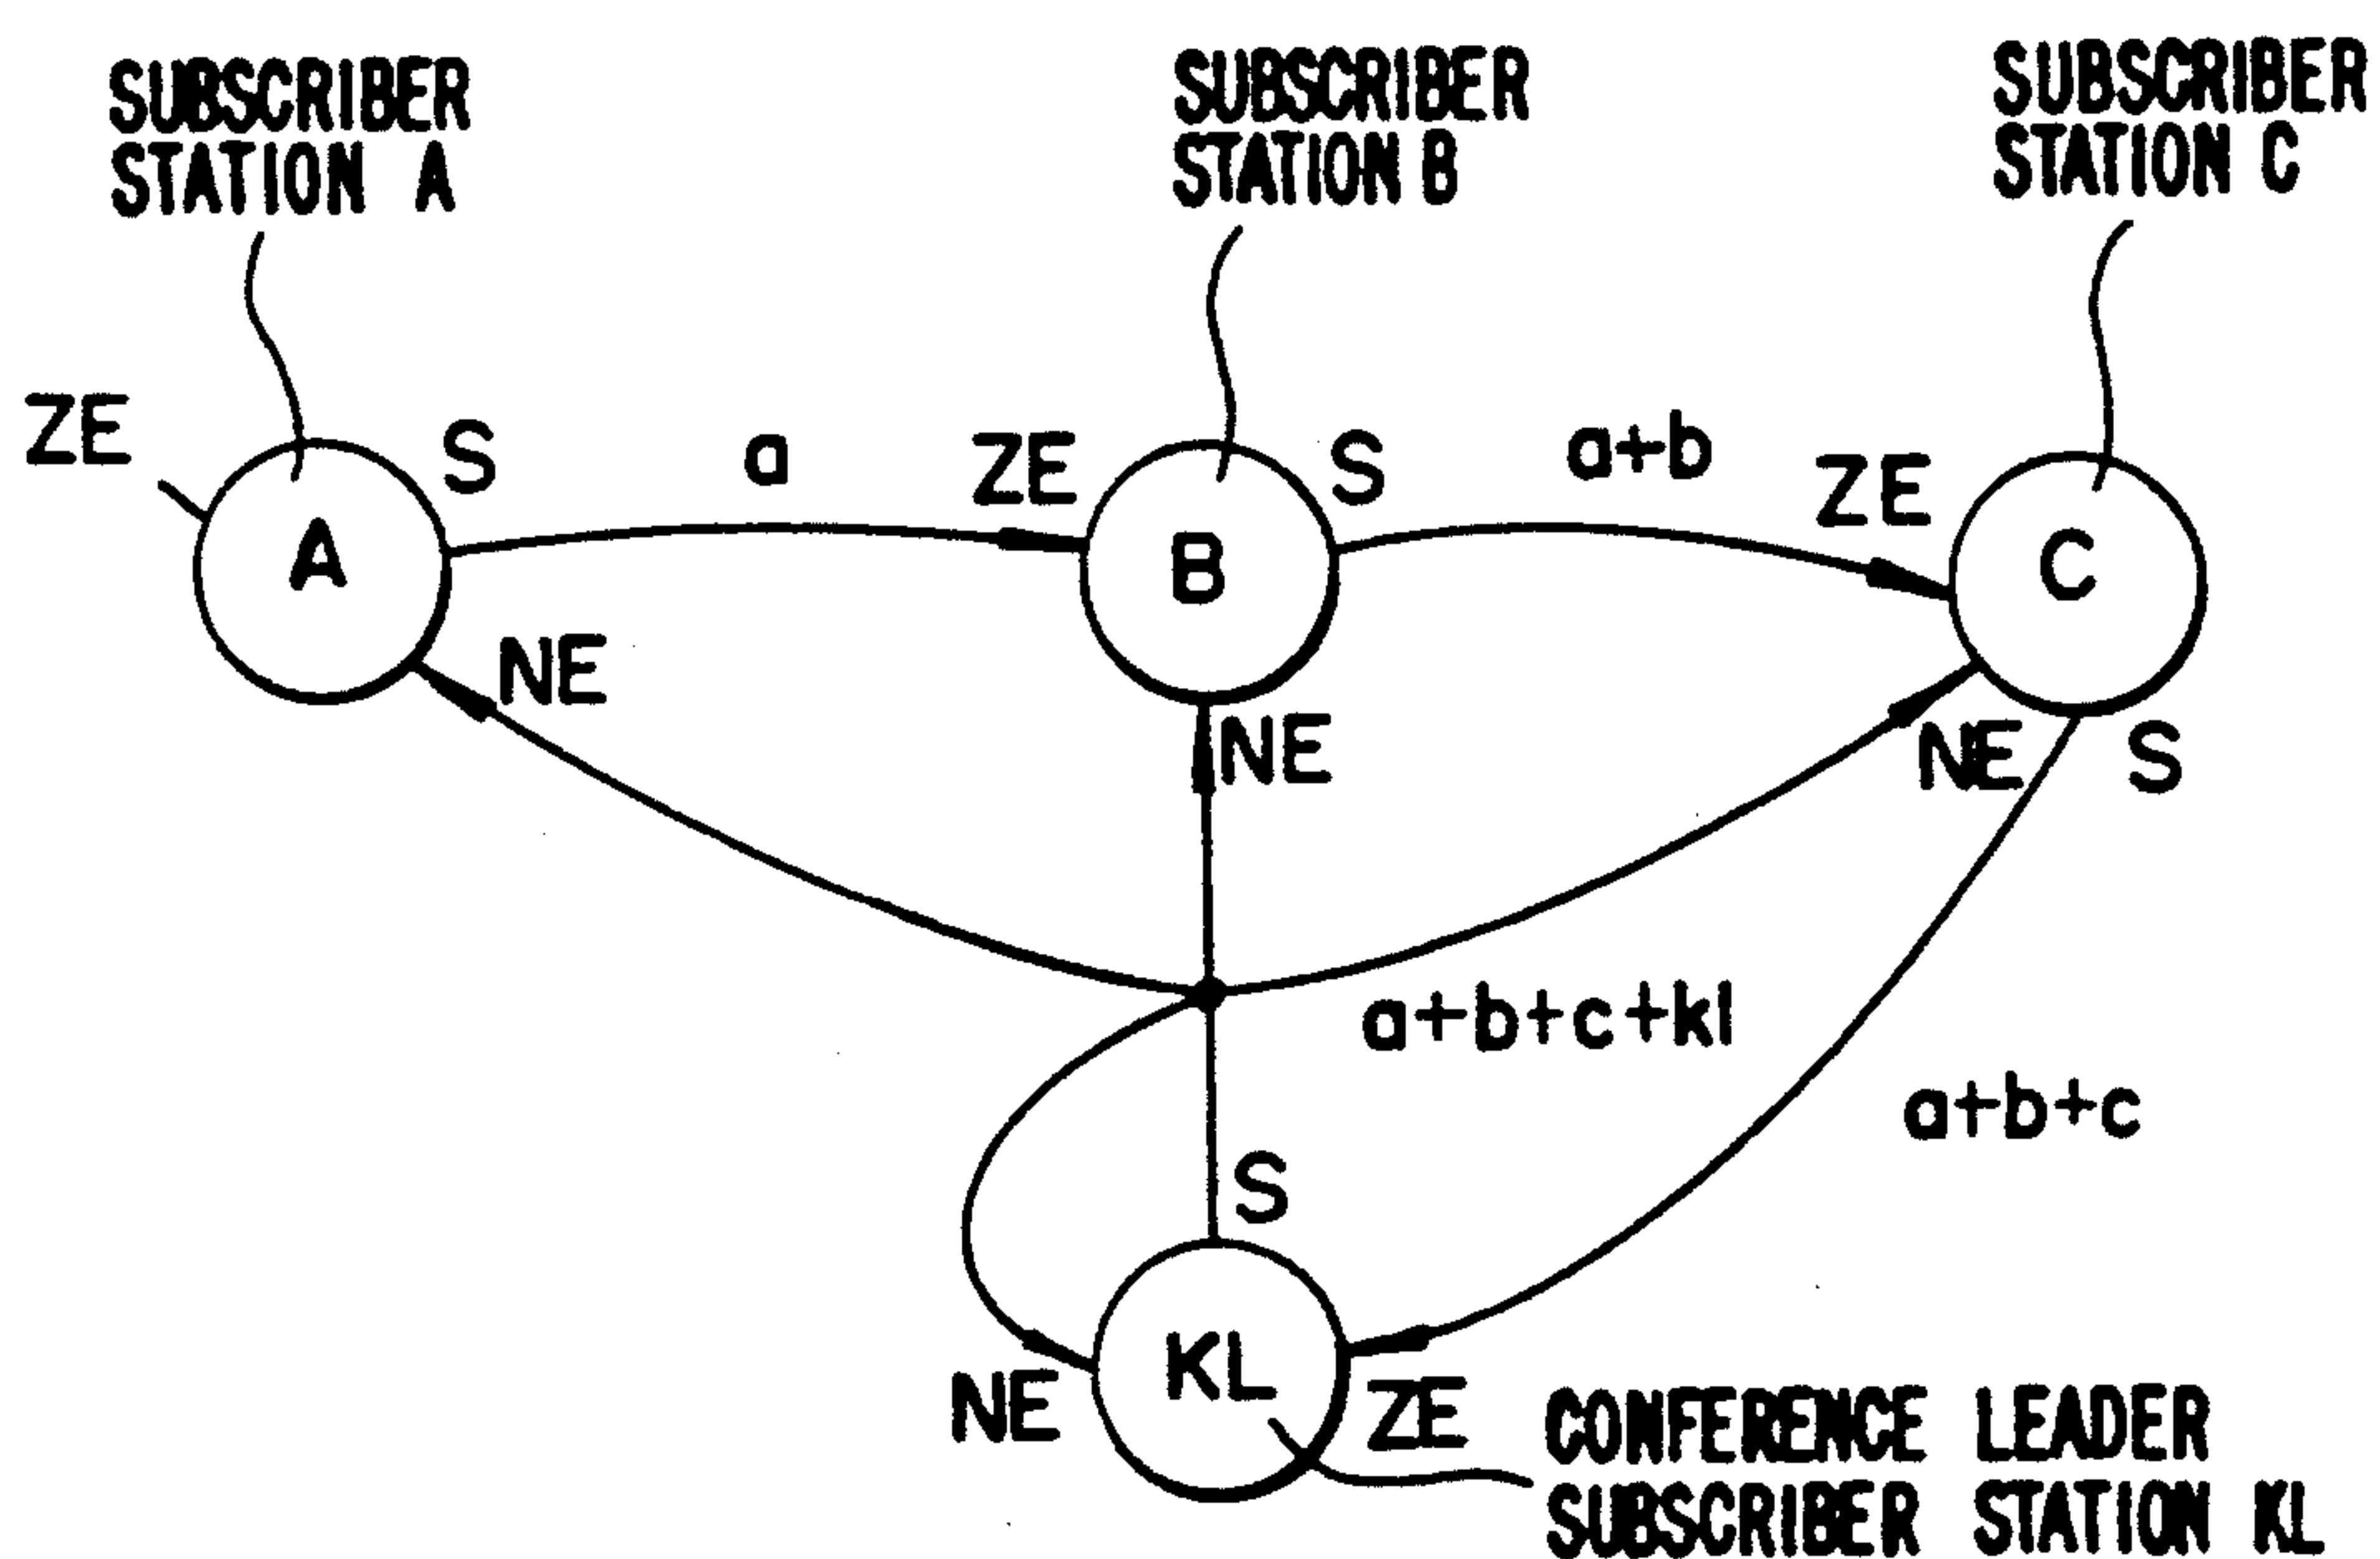 SUBSCRIBER
STATION A
SUBSCRIBER
STATION B
SUBSCRIBER
STATION C
ZE
S
a
ZE
S
a+b
ZE
A
B
C
NE
NE
NE
S
a+b+c+kl
a+b+c
S
KL
NE
ZE
CONFERENCE LEADER
SUBSCRIBER STATION KL